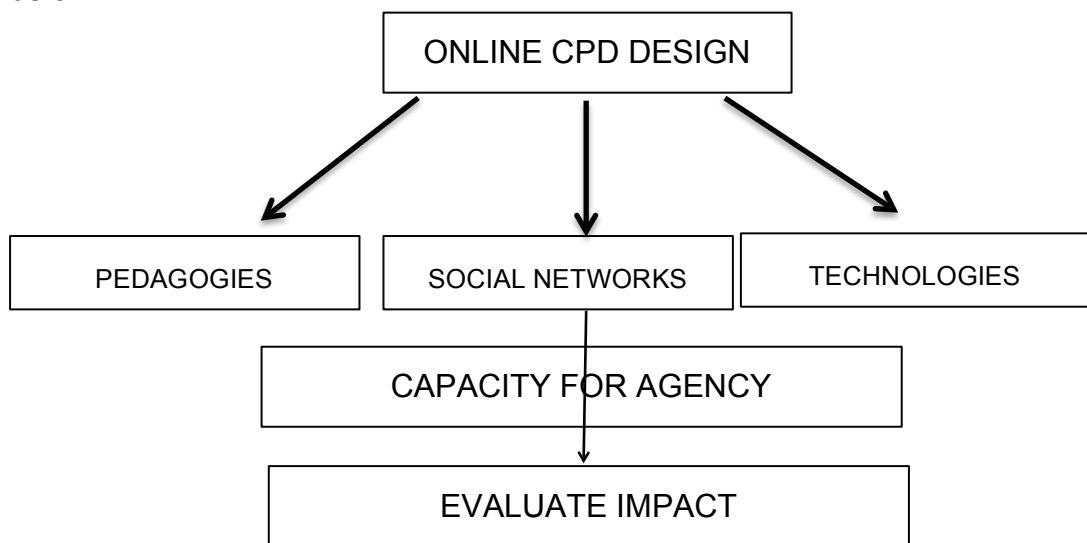 ONLINE CPD DESIGN
PEDAGOGIES
SOCIAL NETWORKS
TECHNOLOGIES
CAPACITY FOR AGENCY
EVALUATE IMPACT